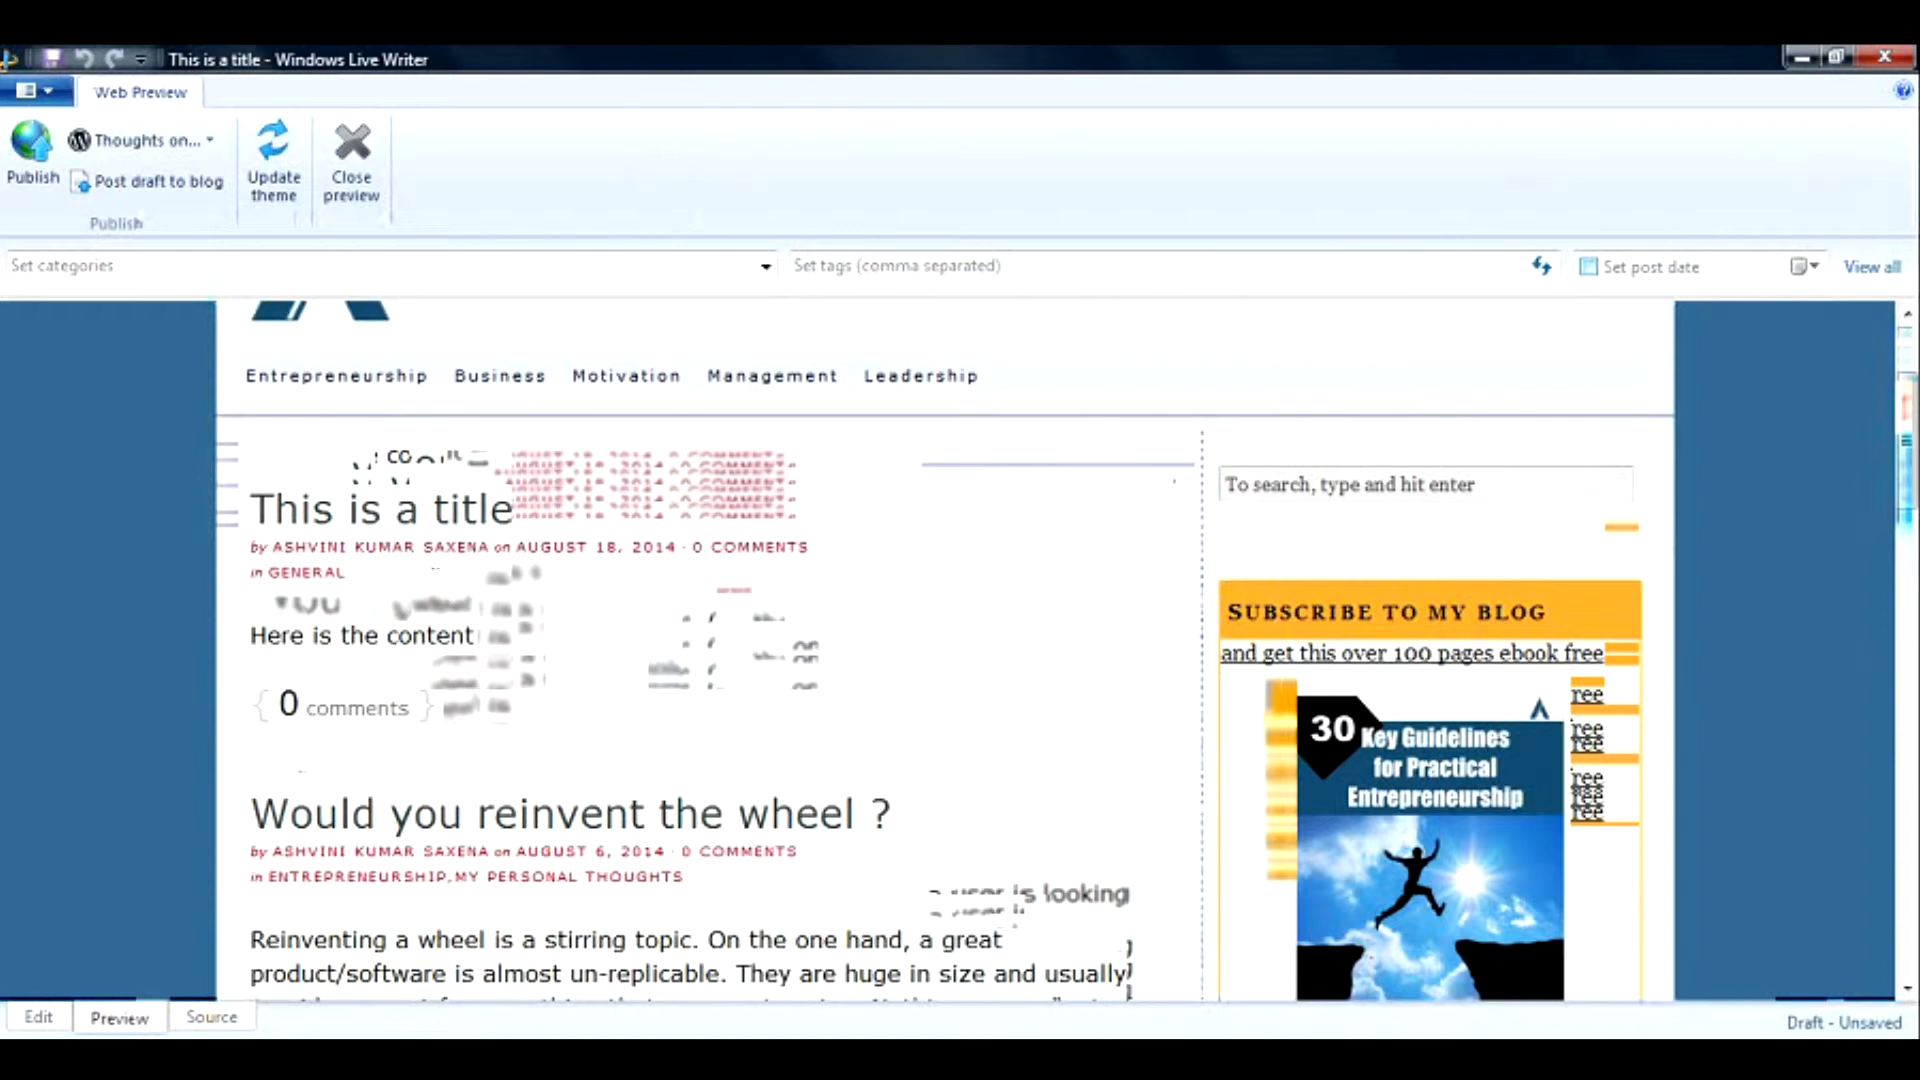 This is a title - Windows Live Writer
Web Preview
Publish
Thoughts on...
Post draft to blog
Update theme
Close preview
Publish
Set categories
Set tags (comma separated)
Set post date
View all
Entrepreneurship Business Motivation Management Leadership
This is a title
by ASHVINI KUMAR SAXENA on AUGUST 18, 2014 · 0 COMMENTS
in GENERAL
Here is the content
{ 0 comments }
Would you reinvent the wheel ?
by ASHVINI KUMAR SAXENA on AUGUST 6, 2014 · 0 COMMENTS
in ENTREPRENEURSHIP,MY PERSONAL THOUGHTS
is looking
Reinventing a wheel is a stirring topic. On the one hand, a great
product/software is almost un-replicable. They are huge in size and usually
To search, type and hit enter
SUBSCRIBE TO MY BLOG
and get this over 100 pages ebook free
30 Key Guidelines
for Practical
Entrepreneurship
Edit Preview Source
Draft - Unsaved